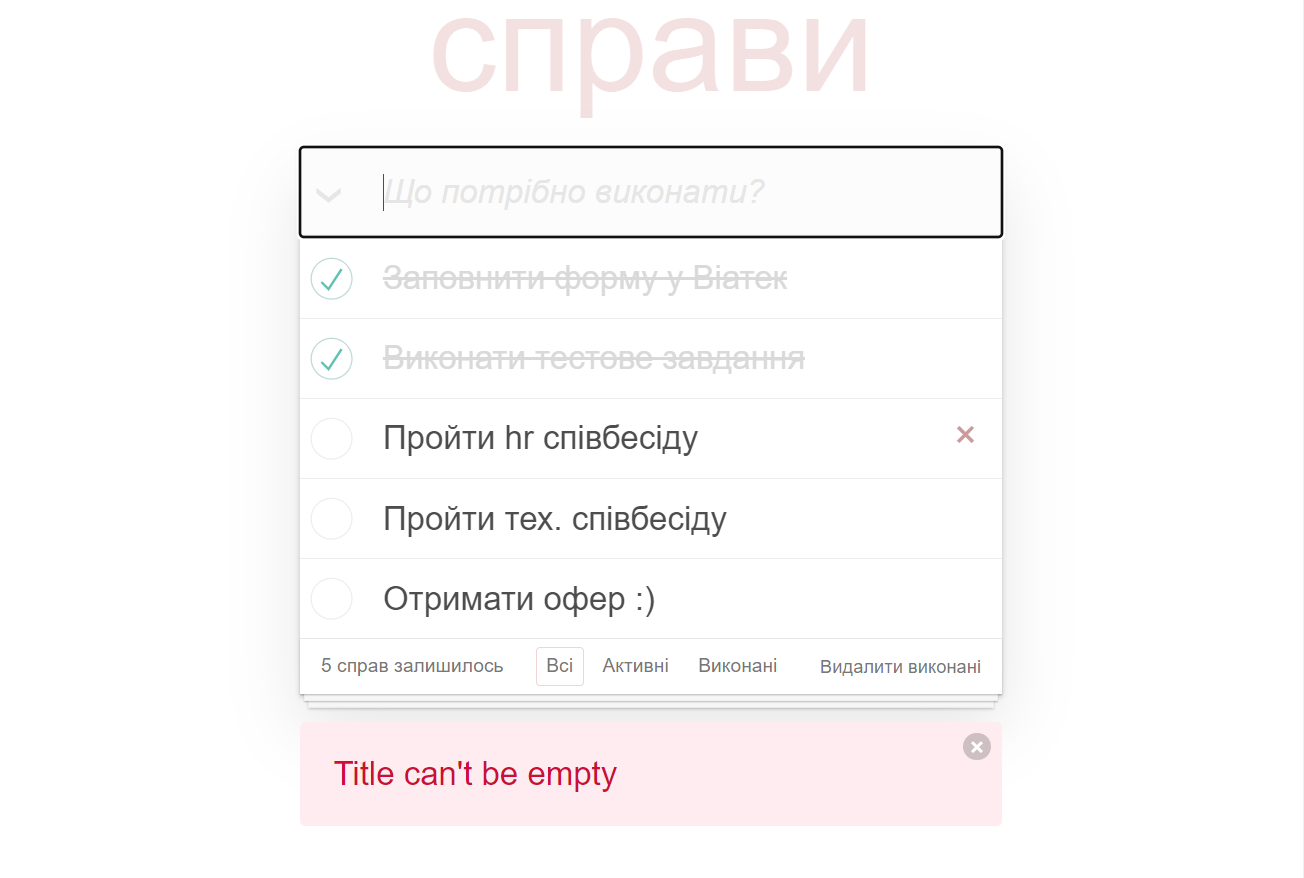 справи
Що потрібно виконати?
Заповнити форму у Віатек
Виконати тестове завдання
Пройти hr співбесіду
Пройти тех. співбесіду
Отримати офер :)
5 справ залишилось Всі Активні Виконані Видалити виконані
Title can't be empty